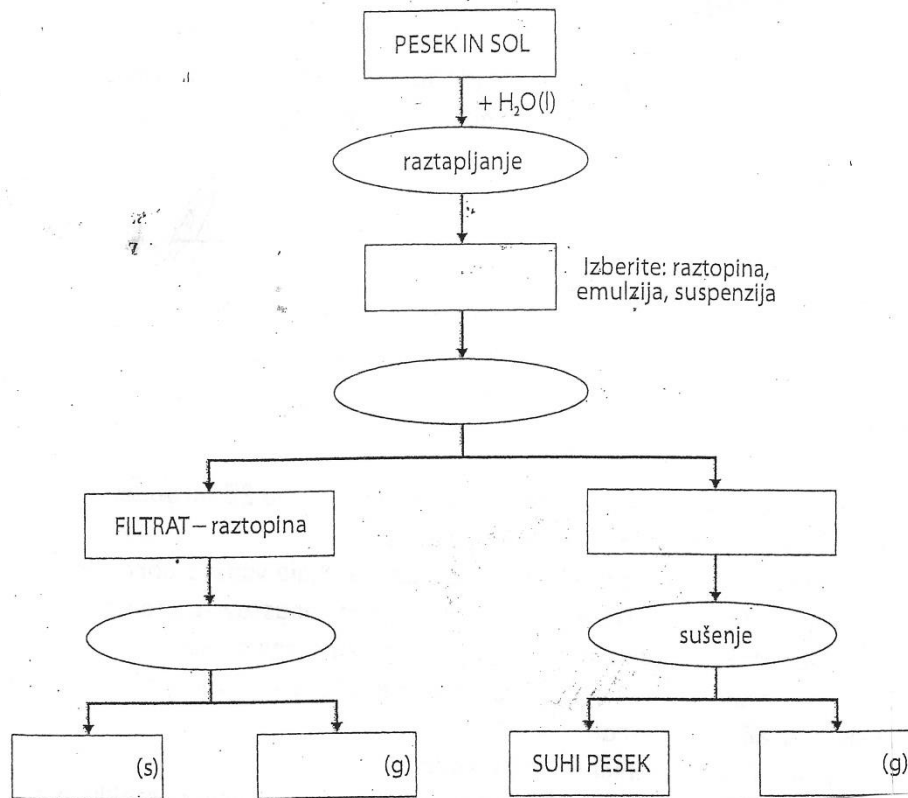 PESEK IN SOL
+ H₂O(l)
raztapljanje
Izberite: raztopina,
emulzija, suspenzija
FILTRAT – raztopina
sušenje
(s)
(g)
SUHI PESEK
(g)